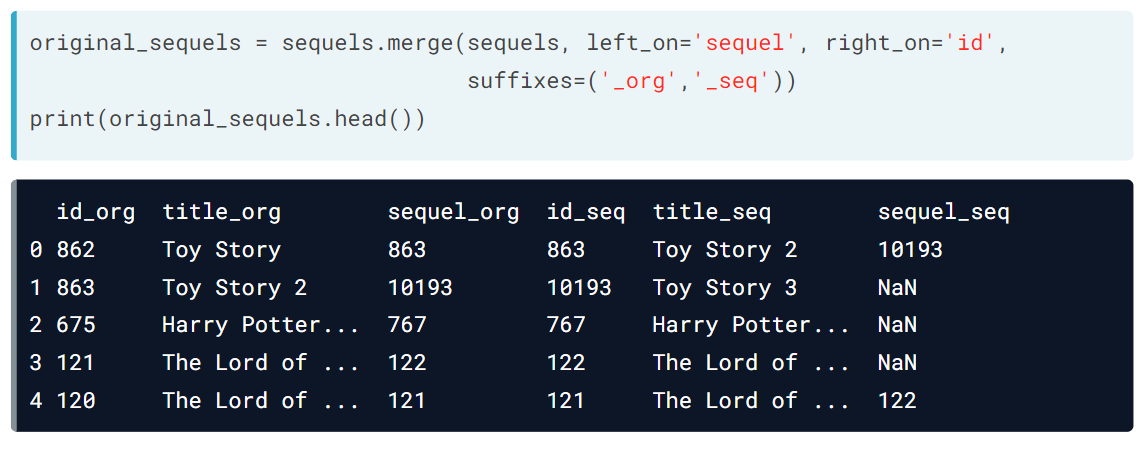 original_sequels = sequels.merge(sequels, left_on='sequel', right_on='id',
                                 suffixes=('_org','_seq'))
print(original_sequels.head())
  id_org  title_org        sequel_org  id_seq  title_seq        sequel_seq
0 862     Toy Story        863         863     Toy Story 2      10193
1 863     Toy Story 2      10193       10193   Toy Story 3      NaN
2 675     Harry Potter...  767         767     Harry Potter...  NaN
3 121     The Lord of ...  122         122     The Lord of ...  NaN
4 120     The Lord of ...  121         121     The Lord of ...  122